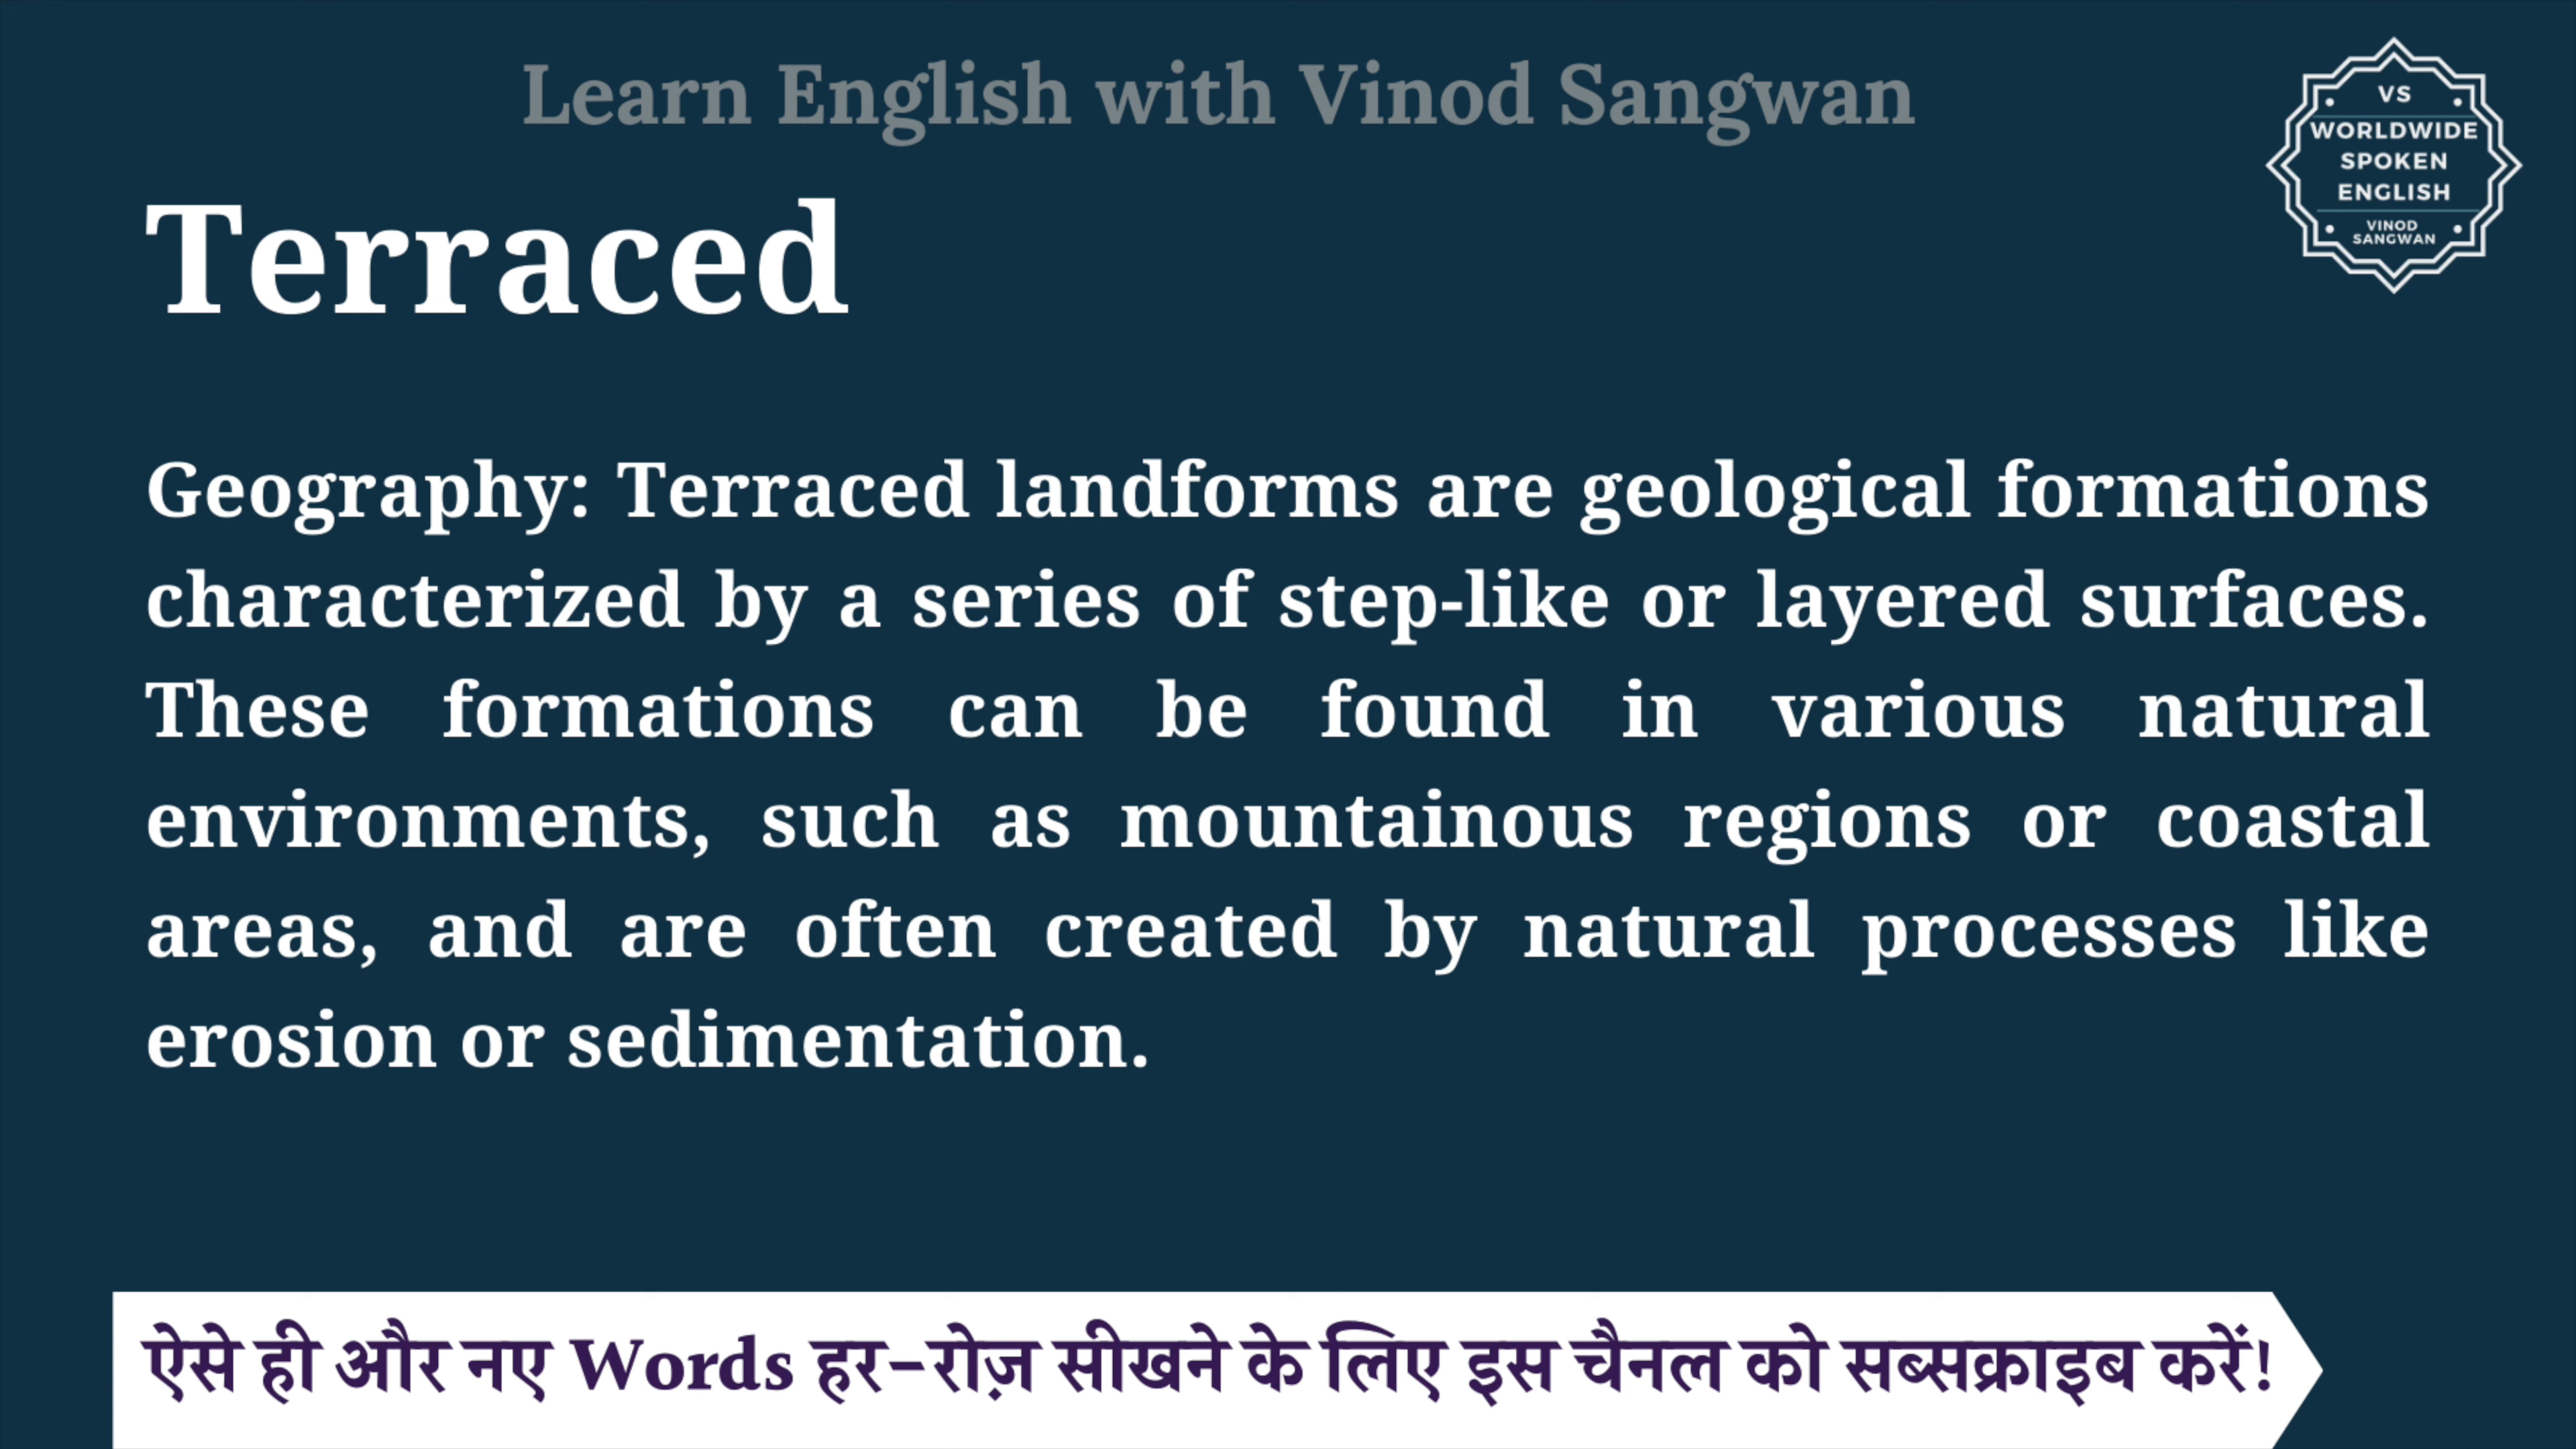 Learn English with Vinod Sangwan
VS
WORLDWIDE
SPOKEN
ENGLISH
VINOD
SANGWAN
Terraced
Geography: Terraced landforms are geological formations
characterized by a series of step-like or layered surfaces.
These formations can be found in various natural
environments, such as mountainous regions or coastal
areas, and are often created by natural processes like
erosion or sedimentation.
ऐसे ही और नए Words हर-रोज़ सीखने के लिए इस चैनल को सब्सक्राइब करें!